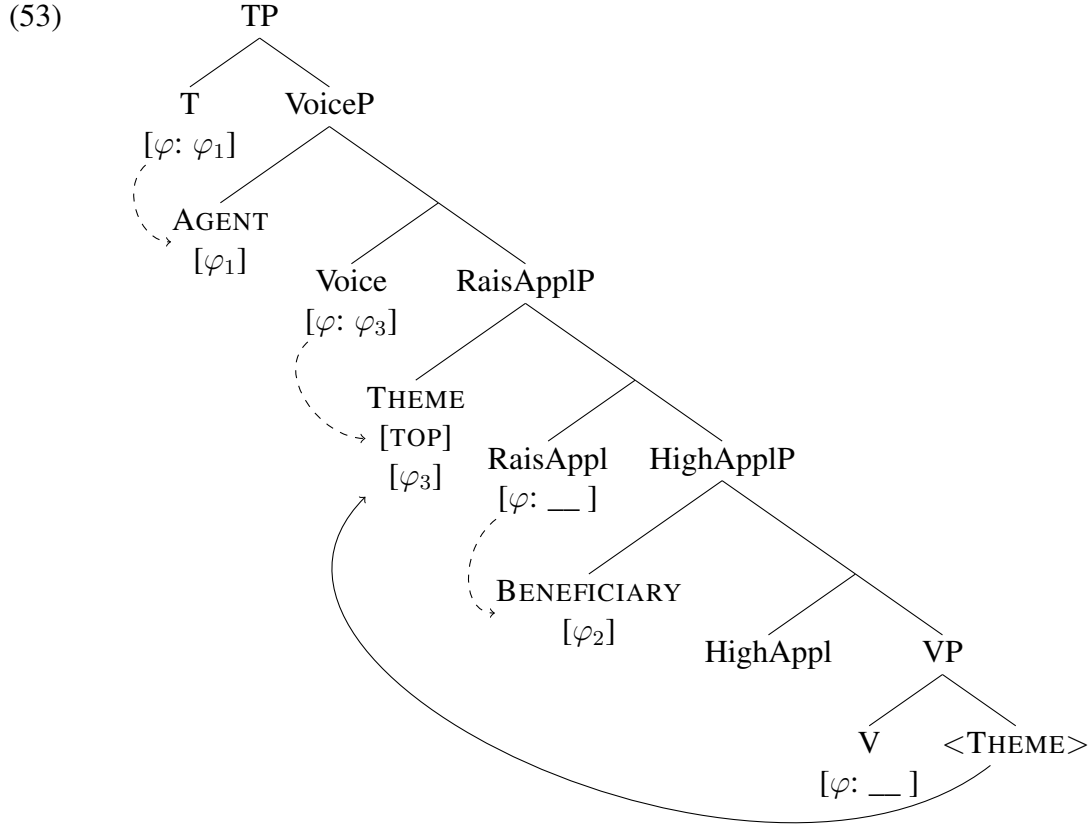 (53) TP
T VoiceP
[φ: φ₁]
AGENT
[φ₁]
Voice RaisApplP
[φ: φ₃]
THEME
[TOP]
[φ₃]
RaisAppl HighApplP
[φ: __ ]
BENEFICIARY
[φ₂]
HighAppl VP
V <THEME>
[φ: __ ]